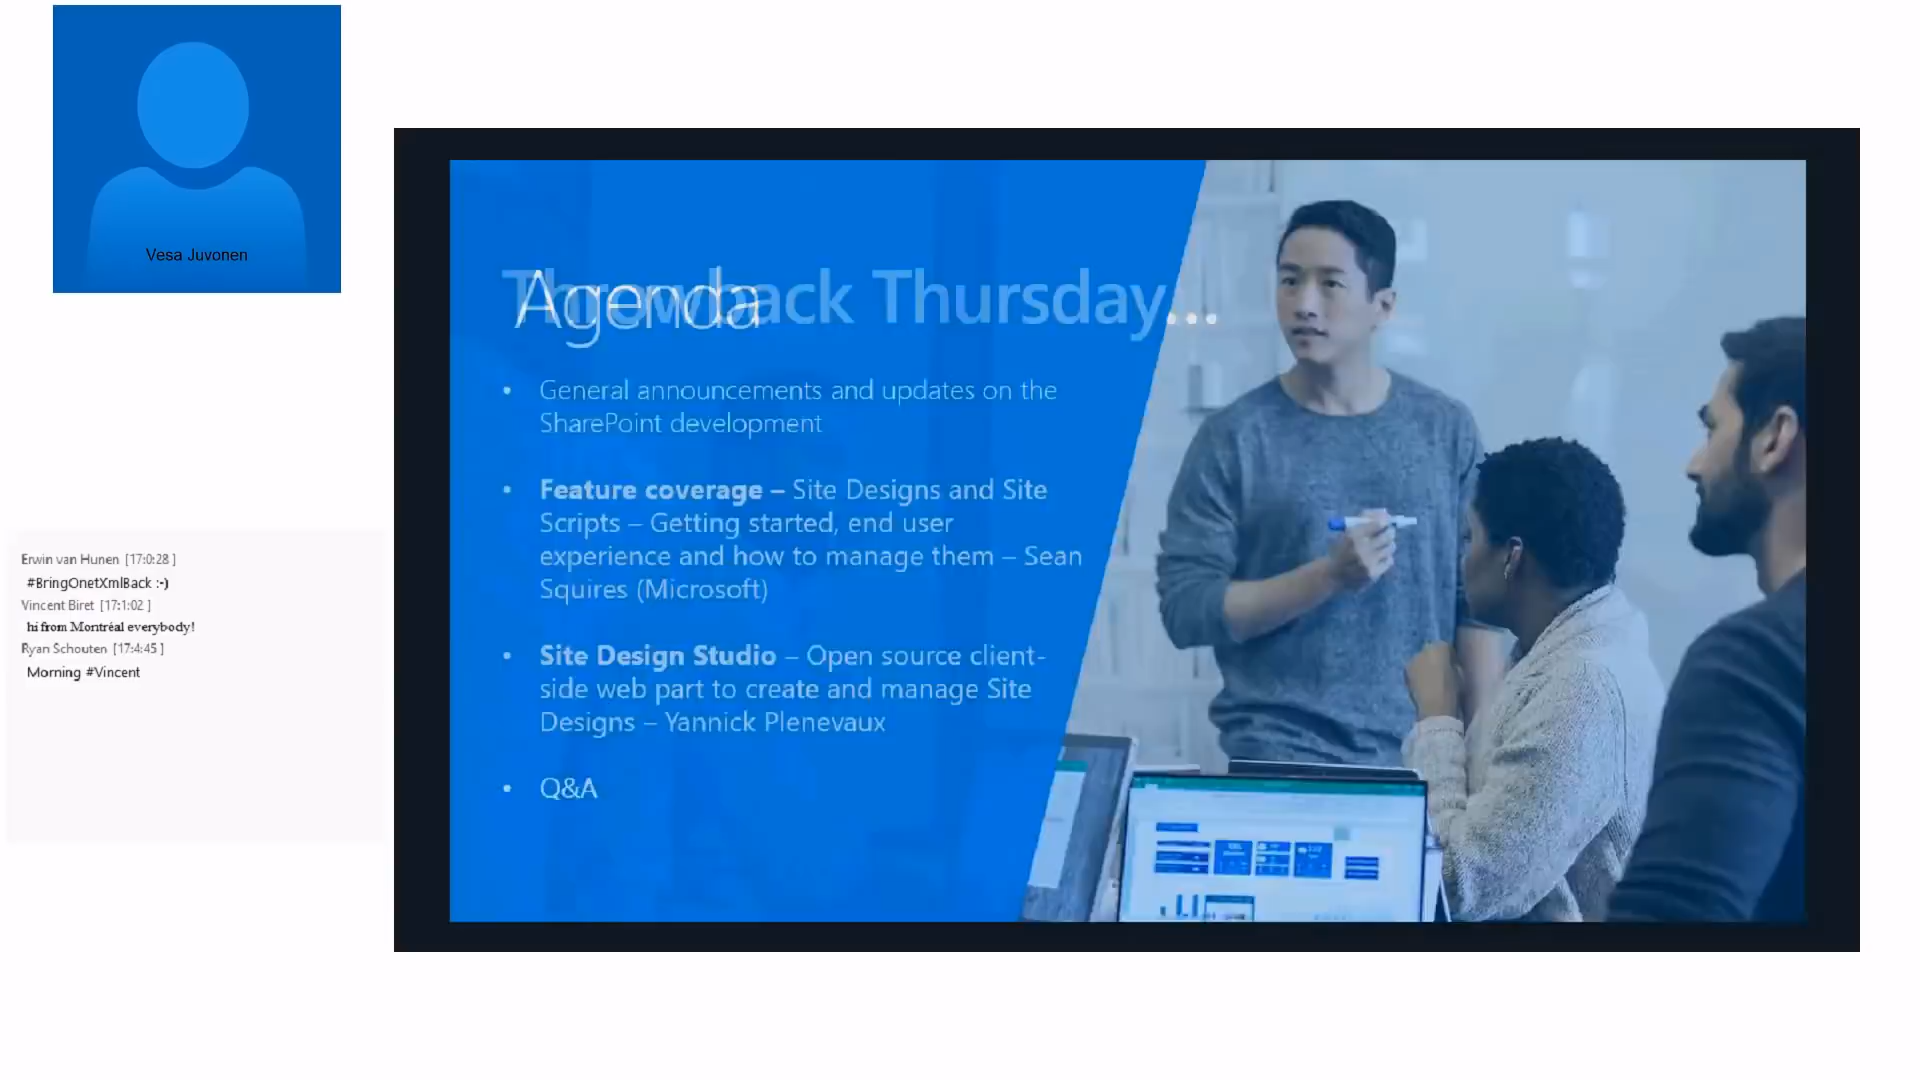 Vesa Juvonen
Erwin van Hunen [17:0:28 ]
#BringOnetXmlBack :-)
Vincent Biret [17:1:02 ]
hi from Montréal everybody!
Ryan Schouten [17:4:45 ]
Morning #Vincent
Agenda
Throwback Thursday...
• General announcements and updates on the
SharePoint development
• Feature coverage – Site Designs and Site
Scripts – Getting started, end user
experience and how to manage them – Sean
Squires (Microsoft)
• Site Design Studio – Open source client-
side web part to create and manage Site
Designs – Yannick Plenevaux
• Q&A